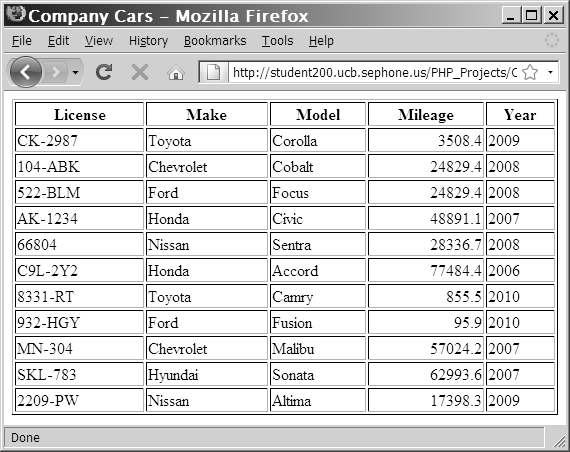 Company Cars - Mozilla Firefox
File Edit View History Bookmarks Tools Help
http://student200.ucb.sephone.us/PHP_Projects/C
License Make Model Mileage Year
CK-2987 Toyota Corolla 3508.4 2009
104-ABK Chevrolet Cobalt 24829.4 2008
522-BLM Ford Focus 24829.4 2008
AK-1234 Honda Civic 48891.1 2007
66804 Nissan Sentra 28336.7 2008
C9L-2Y2 Honda Accord 77484.4 2006
8331-RT Toyota Camry 855.5 2010
932-HGY Ford Fusion 95.9 2010
MN-304 Chevrolet Malibu 57024.2 2007
SKL-783 Hyundai Sonata 62993.6 2007
2209-PW Nissan Altima 17398.3 2009
Done